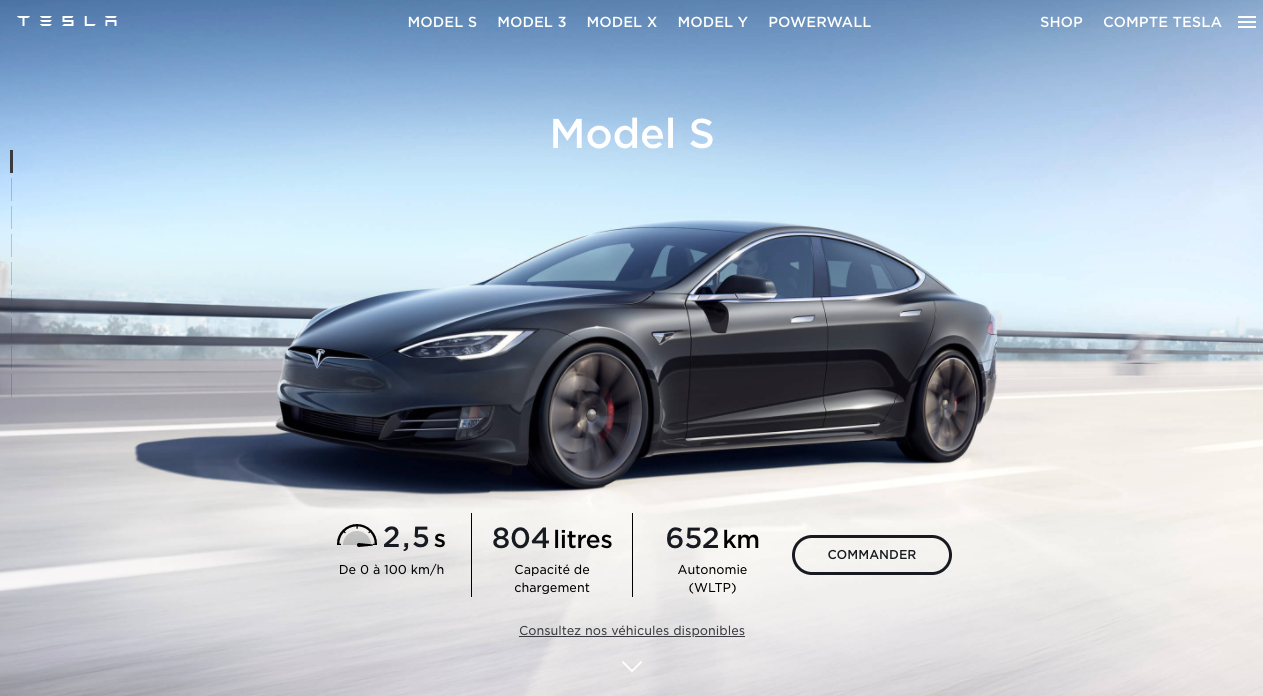 TESLA MODEL S MODEL 3 MODEL X MODEL Y POWERWALL SHOP COMPTE TESLA
Model S
2,5 s 804 litres 652 km
De 0 à 100 km/h Capacité de chargement Autonomie (WLTP)
COMMANDER
Consultez nos véhicules disponibles